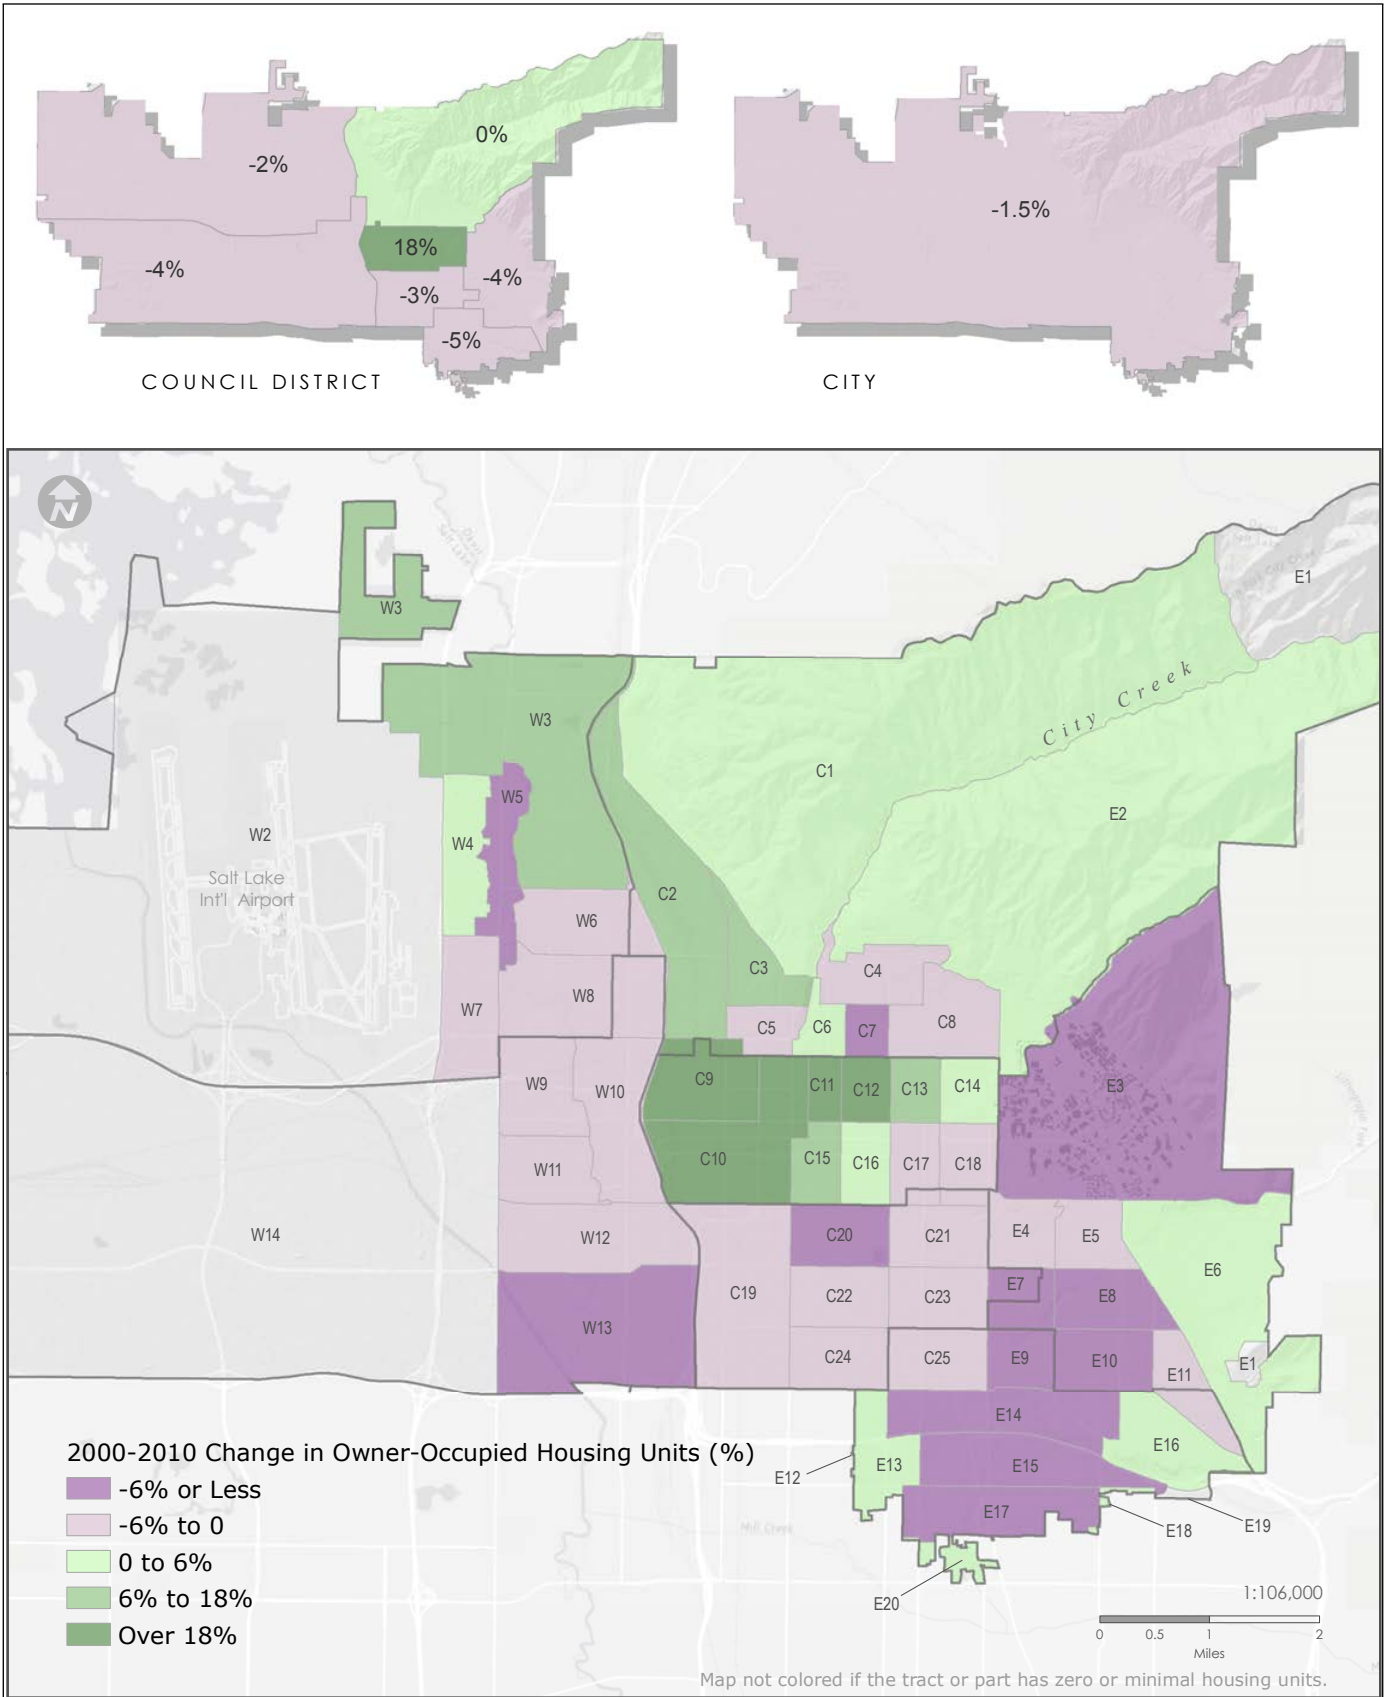 0%
-2%
18%
-4%
-4%
-3%
-5%
COUNCIL DISTRICT
-1.5%
CITY
N
E1
W3
W3
City Creek
C1
W5
E2
W2
W4
Salt Lake
Int'l Airport
C2
W6
C3
C4
W8
W7
C5
C6
C7
C8
C9
W9
W10
C11
C12
C13
C14
E3
C10
C15
C16
C17
C18
W11
W14
W12
C20
C21
E4
E5
E6
C19
C22
C23
E7
E8
W13
C24
C25
E9
E10
E11
E1
E14
E16
E12
E13
E15
E17
E18
E19
E20
Mill Creek
2000-2010 Change in Owner-Occupied Housing Units (%)
-6% or Less
-6% to 0
0 to 6%
6% to 18%
Over 18%
1:106,000
0 0.5 1 2
Miles
Map not colored if the tract or part has zero or minimal housing units.